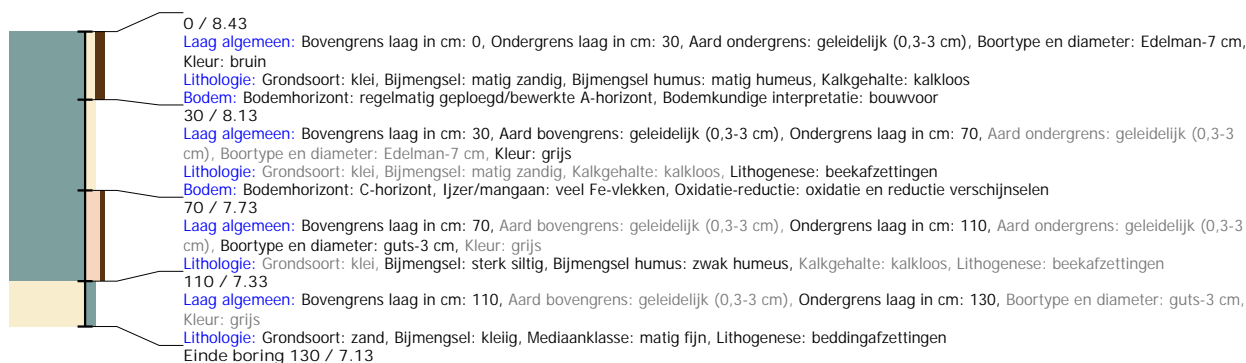 0 / 8.43
Laag algemeen: Bovengrens laag in cm: 0, Ondergrens laag in cm: 30, Aard ondergrens: geleidelijk (0,3-3 cm), Boortype en diameter: Edelman-7 cm,
Kleur: bruin
Lithologie: Grondsoort: klei, Bijmengsel: matig zandig, Bijmengsel humus: matig humeus, Kalkgehalte: kalkloos
Bodem: Bodemhorizont: regelmatig geploegd/bewerkte A-horizont, Bodemkundige interpretatie: bouwvoor
30 / 8.13
Laag algemeen: Bovengrens laag in cm: 30, Aard bovengrens: geleidelijk (0,3-3 cm), Ondergrens laag in cm: 70, Aard ondergrens: geleidelijk (0,3-3
cm), Boortype en diameter: Edelman-7 cm, Kleur: grijs
Lithologie: Grondsoort: klei, Bijmengsel: matig zandig, Kalkgehalte: kalkloos, Lithogenese: beekafzettingen
Bodem: Bodemhorizont: C-horizont, Ijzer/mangaan: veel Fe-vlekken, Oxidatie-reductie: oxidatie en reductie verschijnselen
70 / 7.73
Laag algemeen: Bovengrens laag in cm: 70, Aard bovengrens: geleidelijk (0,3-3 cm), Ondergrens laag in cm: 110, Aard ondergrens: geleidelijk (0,3-3
cm), Boortype en diameter: guts-3 cm, Kleur: grijs
Lithologie: Grondsoort: klei, Bijmengsel: sterk siltig, Bijmengsel humus: zwak humeus, Kalkgehalte: kalkloos, Lithogenese: beekafzettingen
110 / 7.33
Laag algemeen: Bovengrens laag in cm: 110, Aard bovengrens: geleidelijk (0,3-3 cm), Ondergrens laag in cm: 130, Boortype en diameter: guts-3 cm,
Kleur: grijs
Lithologie: Grondsoort: zand, Bijmengsel: kleiig, Mediaanklasse: matig fijn, Lithogenese: beddingafzettingen
Einde boring 130 / 7.13